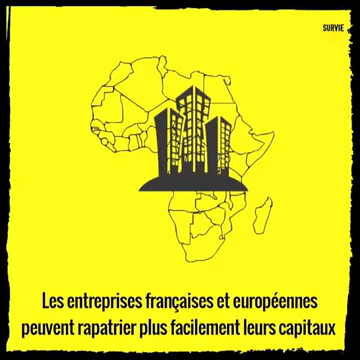 SURVIE
Les entreprises françaises et européennes
peuvent rapatrier plus facilement leurs capitaux